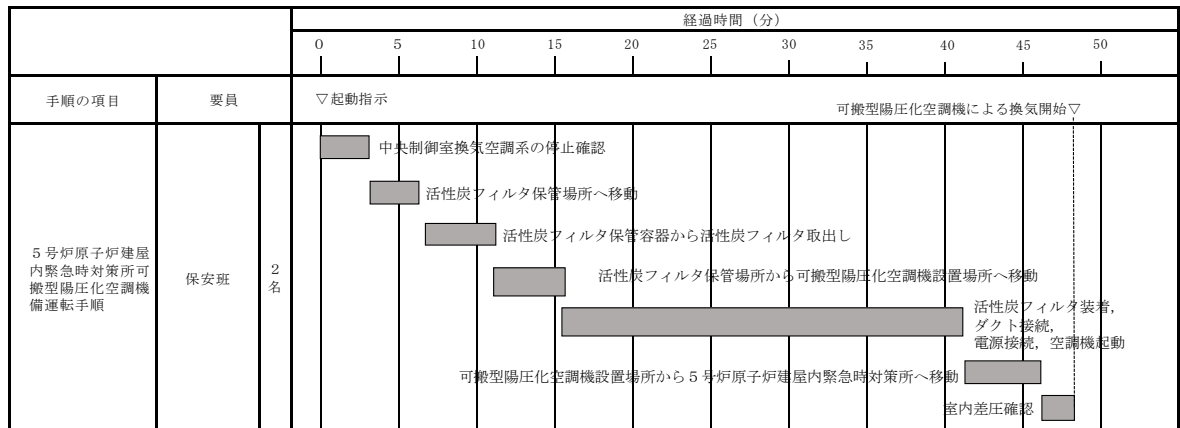 経過時間（分）
0 5 10 15 20 25 30 35 40 45 50
手順の項目 要員 ▽起動指示
可搬型陽圧化空調機による換気開始▽
中央制御室換気空調系の停止確認
活性炭フィルタ保管場所へ移動
活性炭フィルタ保管容器から活性炭フィルタ取出し
５号炉原子炉建屋
内緊急時対策所可
搬型陽圧化空調機
備運転手順
保安班
２
名
活性炭フィルタ保管場所から可搬型陽圧化空調機設置場所へ移動
活性炭フィルタ装着，
ダクト接続，
電源接続，空調機起動
可搬型陽圧化空調機設置場所から５号炉原子炉建屋内緊急時対策所へ移動
室内差圧確認